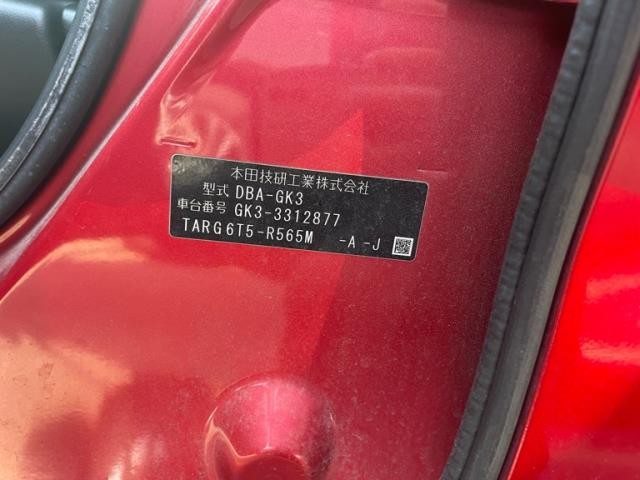 本田技研工業株式会社
型式 DBA-GK3
車台番号 GK3-3312877
TARG6T5-R565M -A -J